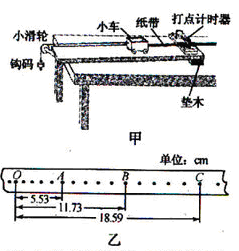 打点计时器
小车
纸带
小滑轮
钩码
垫木
甲
单位：cm
O A B C
5.53
11.73
18.59
乙